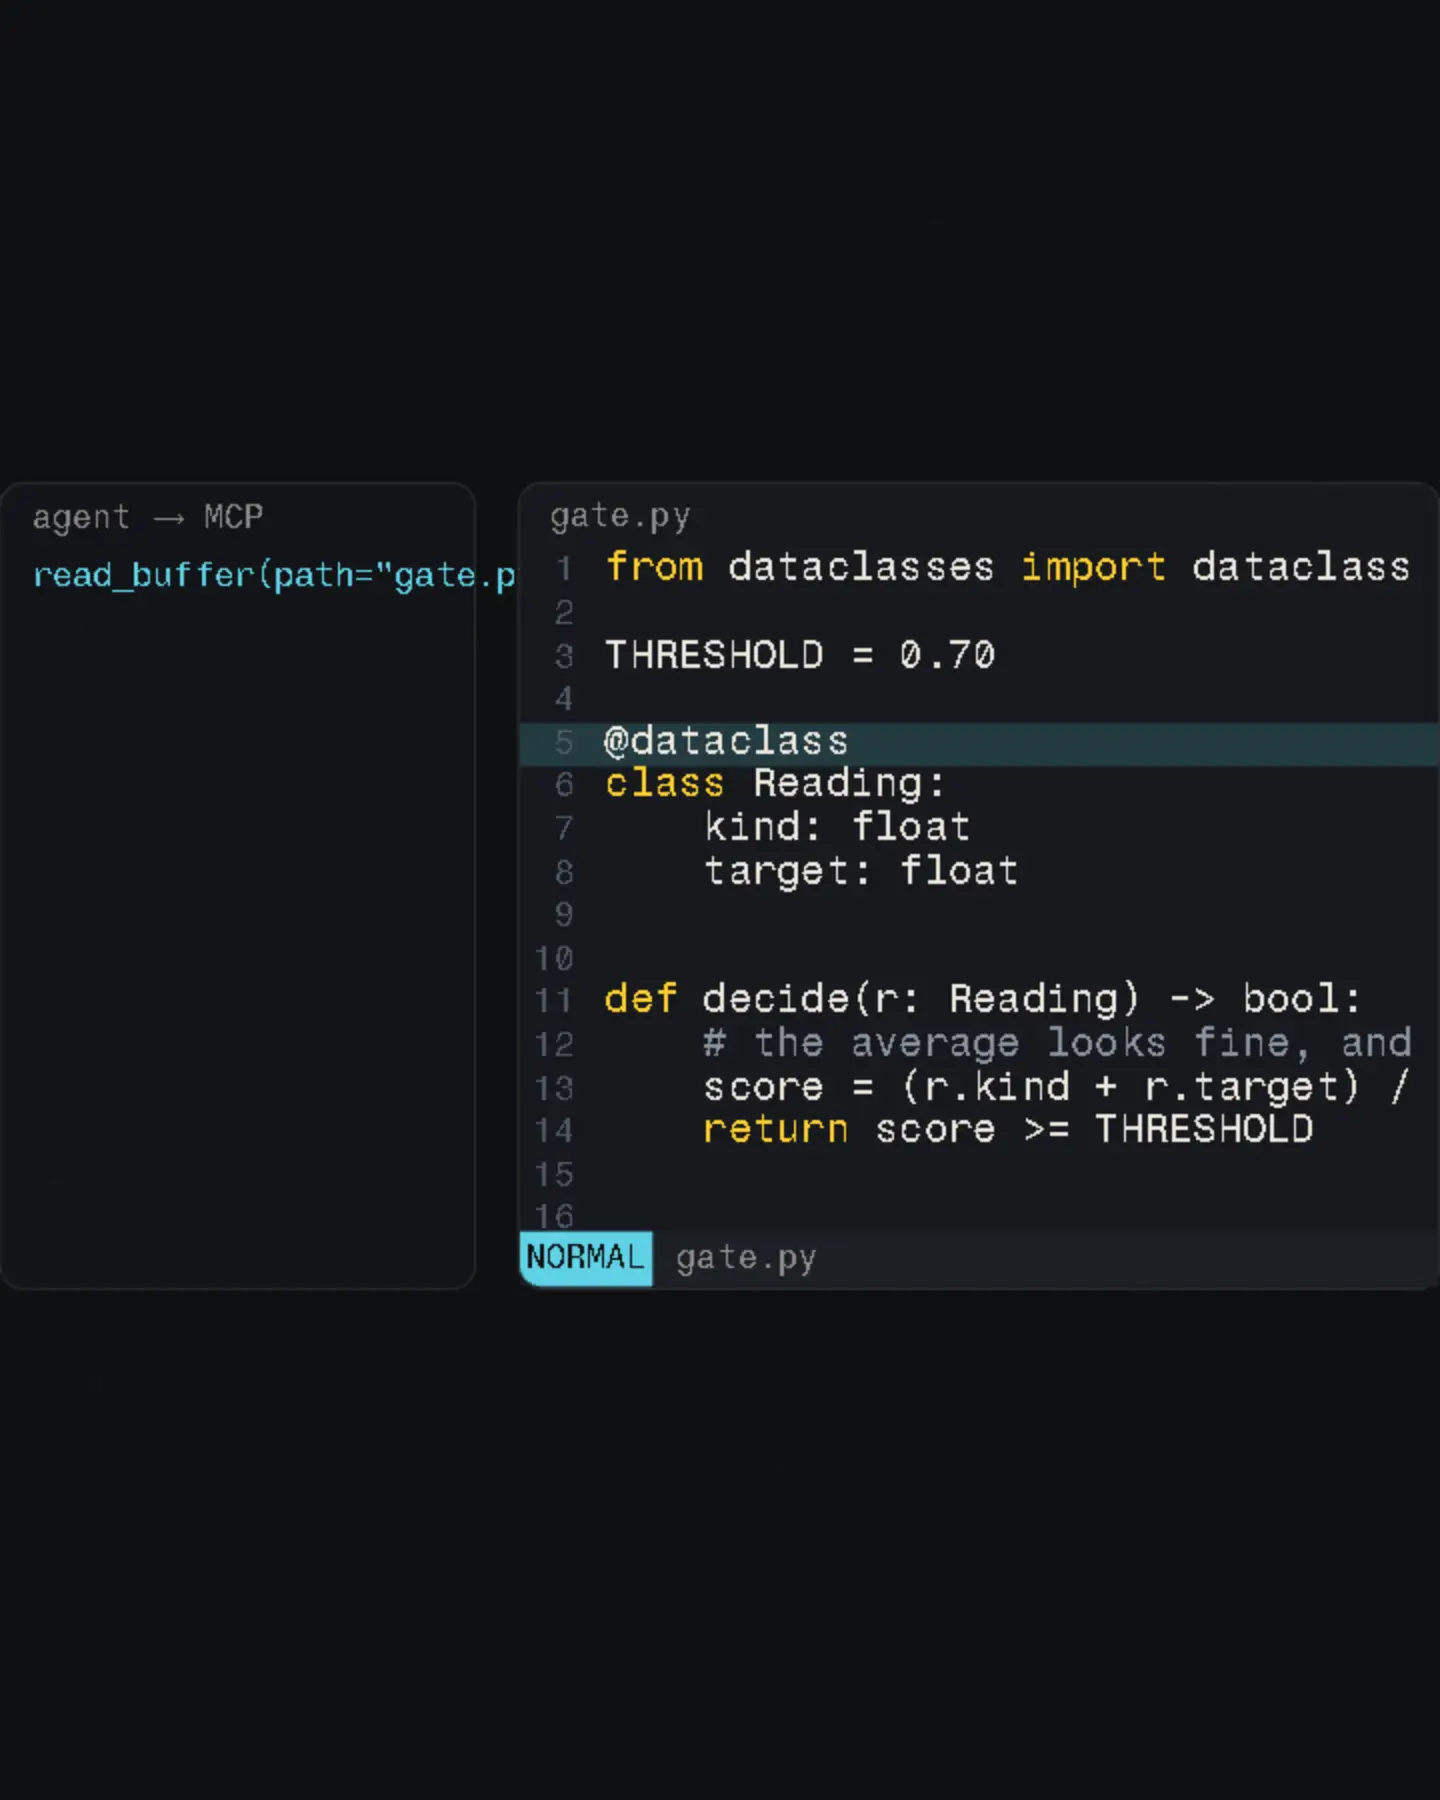 agent → MCP
read_buffer(path="gate.p
gate.py
1 from dataclasses import dataclass
2
3 THRESHOLD = 0.70
4
5 @dataclass
6 class Reading:
7     kind: float
8     target: float
9
10
11 def decide(r: Reading) -> bool:
12     # the average looks fine, and
13     score = (r.kind + r.target) /
14     return score >= THRESHOLD
15
16
NORMAL gate.py